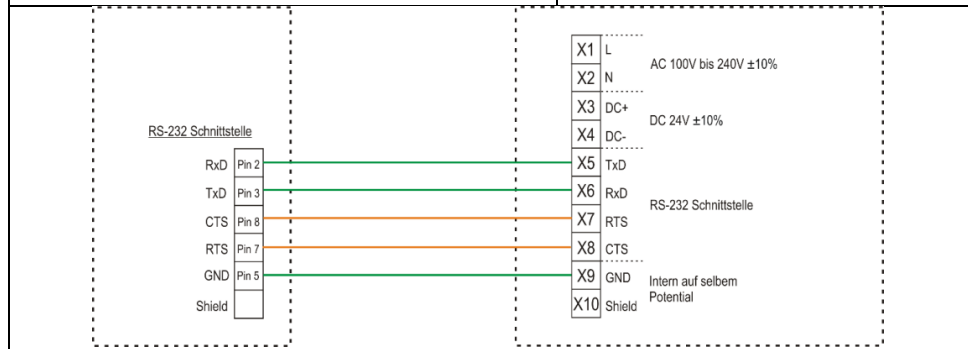 RS-232 Schnittstelle
RxD Pin 2
TxD Pin 3
CTS Pin 8
RTS Pin 7
GND Pin 5
Shield
X1 L
AC 100V bis 240V ±10%
X2 N
X3 DC+
DC 24V ±10%
X4 DC-
X5 TxD
X6 RxD
RS-232 Schnittstelle
X7 RTS
X8 CTS
X9 GND
Intern auf selbem
Potential
X10 Shield